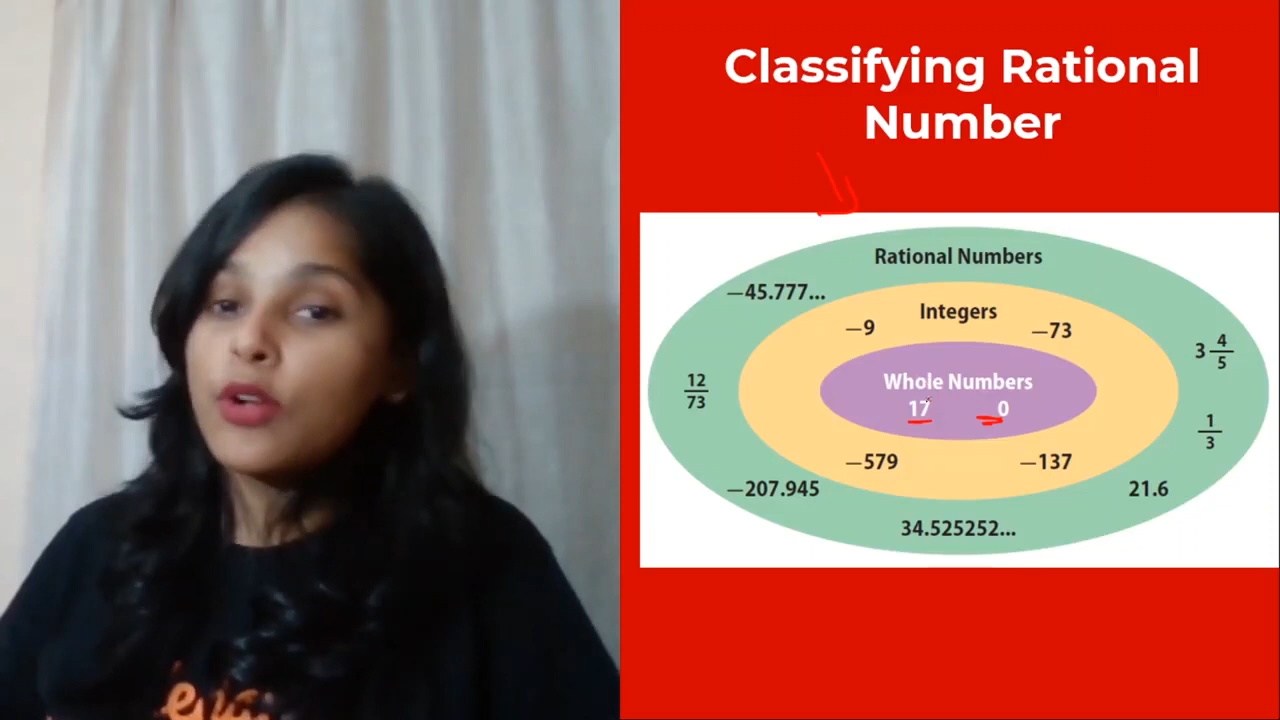 Classifying Rational
Number
Rational Numbers
−45.777...
Integers
−9
−73
3 4/5
12/73
Whole Numbers
17 0
1/3
−579
−137
−207.945
21.6
34.525252...